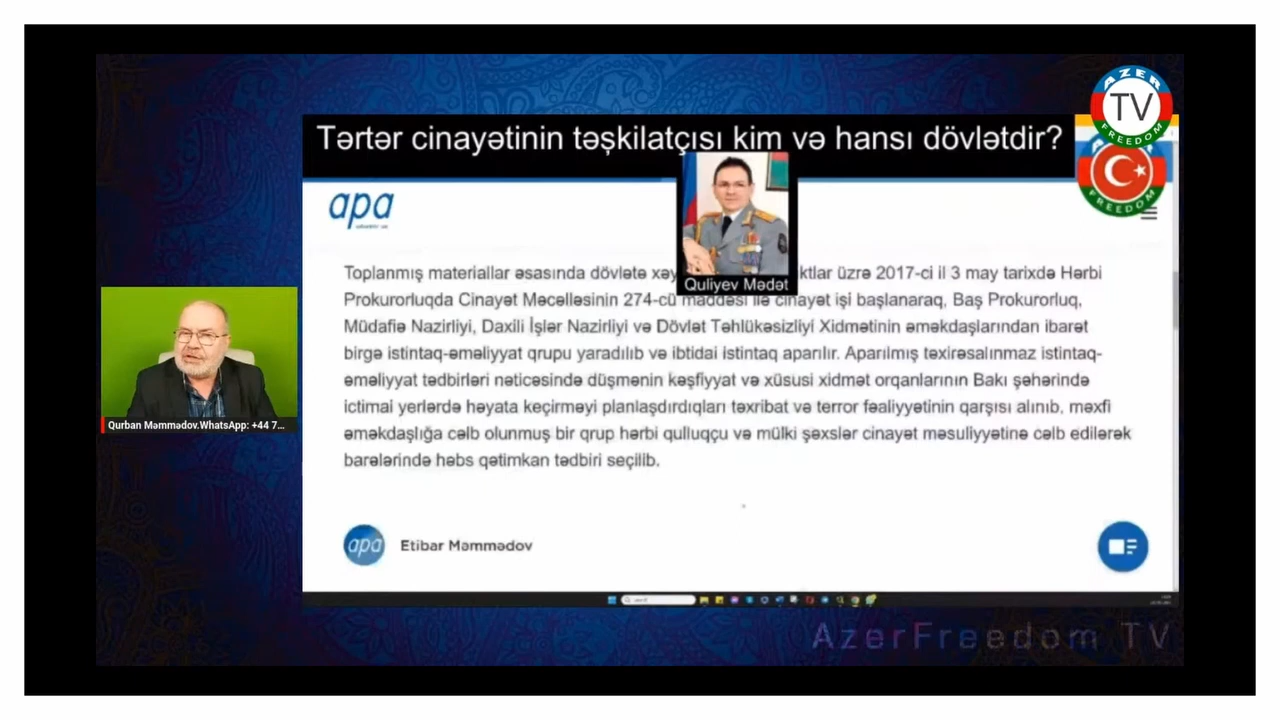 AZER
TV
FREEDOM
FREEDOM
Tərtər cinayətinin təşkilatçısı kim və hansı dövlətdir?
apa
Quliyev Mədət
Toplanmış materiallar əsasında dövlətə xəy ktlar üzrə 2017-ci il 3 may tarixdə Hərbi
Prokurorluqda Cinayət Məcəlləsinin 274-cü maddəsi ilə cinayət işi başlanaraq, Baş Prokurorluq,
Müdafiə Nazirliyi, Daxili İşlər Nazirliyi və Dövlət Təhlükəsizliyi Xidmətinin əməkdaşlarından ibarət
birgə istintaq-əməliyyat qrupu yaradılıb və ibtidai istintaq aparılır. Aparılmış təxirəsalınmaz istintaq-
əməliyyat tədbirləri nəticəsində düşmənin kəşfiyyat və xüsusi xidmət orqanlarının Bakı şəhərində
ictimai yerlərdə həyata keçirməyi planlaşdırdıqları təxribat və terror fəaliyyətinin qarşısı alınıb, məxfi
əməkdaşlığa cəlb olunmuş bir qrup hərbi qulluqçu və mülki şəxslər cinayət məsuliyyətinə cəlb edilərək
barələrində həbs qətimkan tədbiri seçilib.
Qurban Məmmədov.WhatsApp: +44 7...
apa Etibar Məmmədov
AzerFreedom TV